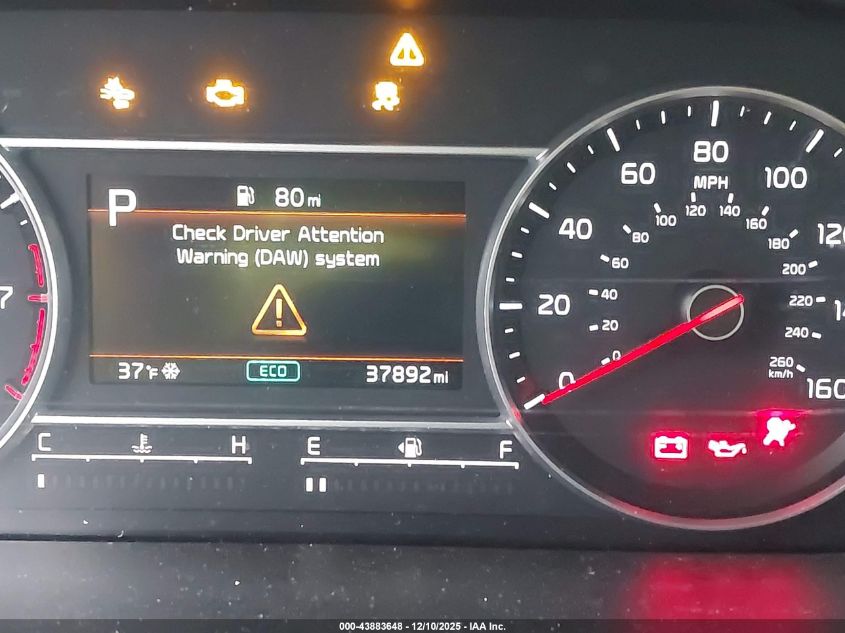 P
80 mi
Check Driver Attention
Warning (DAW) system
37°F
ECO
37892 mi
C H
E F
7
0 20 40 60 80 100 120 160
MPH
0 20 40 60 80 100 120 140 160 180 200 220 240 260
km/h
000-43883648 - 12/10/2025 - IAA Inc.